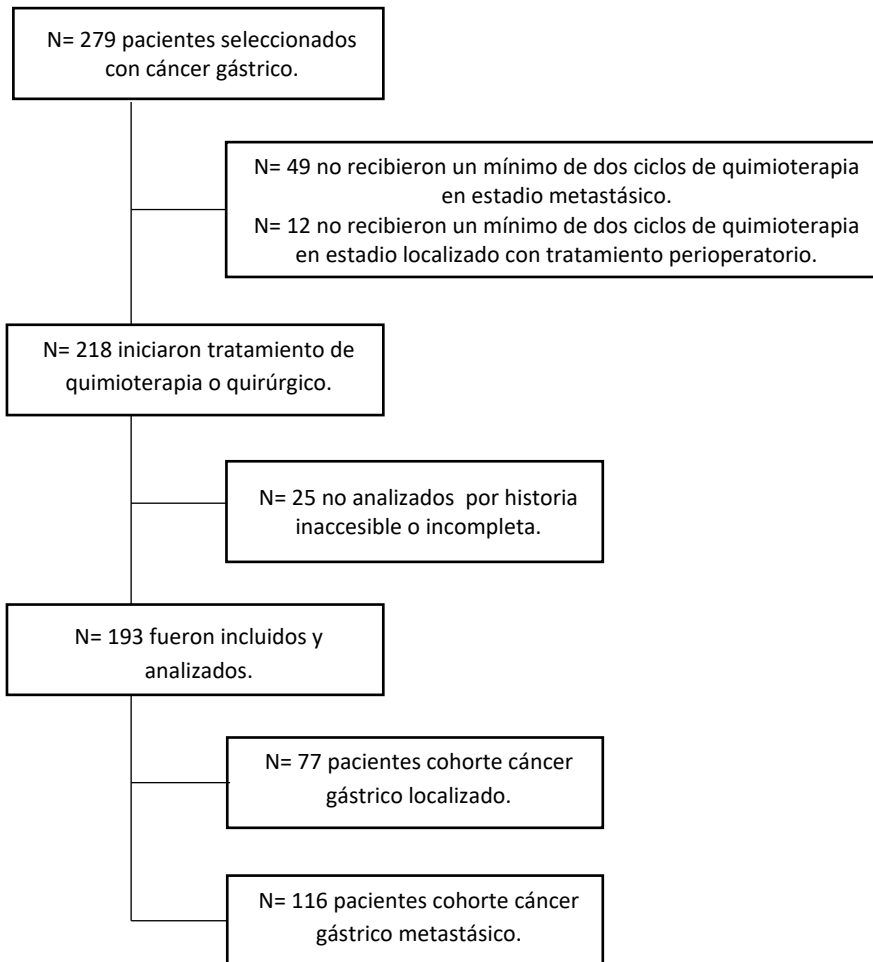 N= 279 pacientes seleccionados
con cáncer gástrico.
N= 49 no recibieron un mínimo de dos ciclos de quimioterapia
en estadio metastásico.
N= 12 no recibieron un mínimo de dos ciclos de quimioterapia
en estadio localizado con tratamiento perioperatorio.
N= 218 iniciaron tratamiento de
quimioterapia o quirúrgico.
N= 25 no analizados  por historia
inaccesible o incompleta.
N= 193 fueron incluidos y
analizados.
N= 77 pacientes cohorte cáncer
gástrico localizado.
N= 116 pacientes cohorte cáncer
gástrico metastásico.